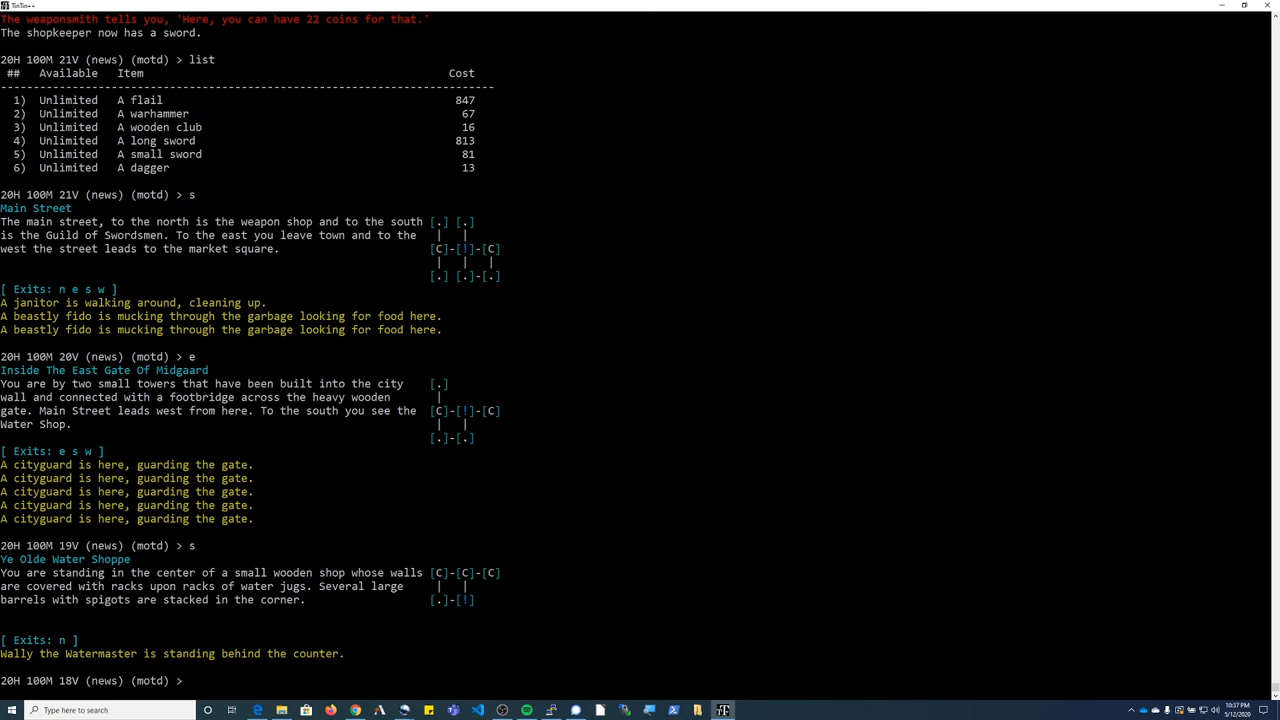 TinTin++
The weaponsmith tells you, 'Here, you can have 22 coins for that.'
The shopkeeper now has a sword.
20H 100M 21V (news) (motd) > list
## Available Item Cost
-------------------------------------------------------------------------
1) Unlimited A flail 847
2) Unlimited A warhammer 67
3) Unlimited A wooden club 16
4) Unlimited A long sword 813
5) Unlimited A small sword 81
6) Unlimited A dagger 13
20H 100M 21V (news) (motd) > s
Main Street
The main street, to the north is the weapon shop and to the south [.] [.]
is the Guild of Swordsmen. To the east you leave town and to the | |
west the street leads to the market square. [C]-[!]-[C]
| | |
[.] [.]-[.]
[ Exits: n e s w ]
A janitor is walking around, cleaning up.
A beastly fido is mucking through the garbage looking for food here.
A beastly fido is mucking through the garbage looking for food here.
20H 100M 20V (news) (motd) > e
Inside The East Gate Of Midgaard
You are by two small towers that have been built into the city [.]
wall and connected with a footbridge across the heavy wooden |
gate. Main Street leads west from here. To the south you see the [C]-[!]-[C]
Water Shop. | |
[.]-[.]
[ Exits: e s w ]
A cityguard is here, guarding the gate.
A cityguard is here, guarding the gate.
A cityguard is here, guarding the gate.
A cityguard is here, guarding the gate.
A cityguard is here, guarding the gate.
20H 100M 19V (news) (motd) > s
Ye Olde Water Shoppe
You are standing in the center of a small wooden shop whose walls [C]-[C]-[C]
are covered with racks upon racks of water jugs. Several large | |
barrels with spigots are stacked in the corner. [.]-[!]
[ Exits: n ]
Wally the Watermaster is standing behind the counter.
20H 100M 18V (news) (motd) >
Type here to search
10:37 PM
5/12/2020